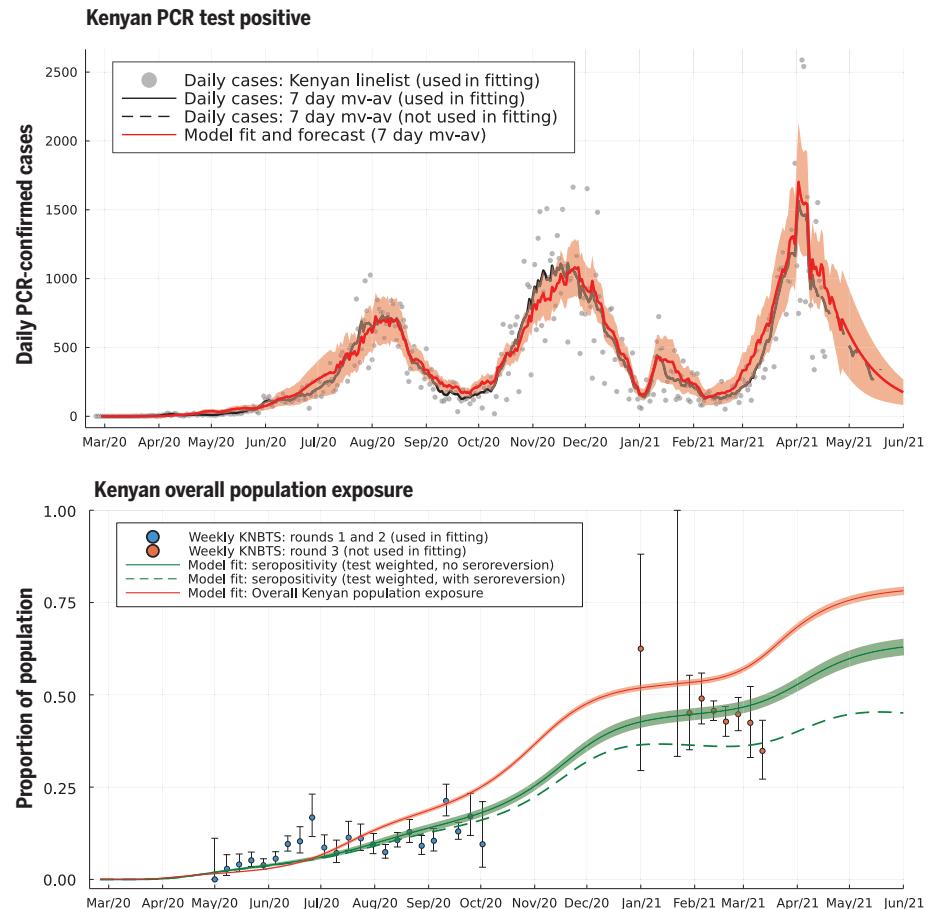 Kenyan PCR test positive
Daily PCR-confirmed cases
2500
2000
1500
1000
500
0
Daily cases: Kenyan linelist (used in fitting)
Daily cases: 7 day mv-av (used in fitting)
Daily cases: 7 day mv-av (not used in fitting)
Model fit and forecast (7 day mv-av)
Mar/20 Apr/20 May/20 Jun/20 Jul/20 Aug/20 Sep/20 Oct/20 Nov/20 Dec/20 Jan/21 Feb/21 Mar/21 Apr/21 May/21 Jun/21
Kenyan overall population exposure
Proportion of population
1.00
0.75
0.50
0.25
0.00
Weekly KNBTS: rounds 1 and 2 (used in fitting)
Weekly KNBTS: round 3 (not used in fitting)
Model fit: seropositivity (test weighted, no seroreversion)
Model fit: seropositivity (test weighted, with seroreversion)
Model fit: Overall Kenyan population exposure
Mar/20 Apr/20 May/20 Jun/20 Jul/20 Aug/20 Sep/20 Oct/20 Nov/20 Dec/20 Jan/21 Feb/21 Mar/21 Apr/21 May/21 Jun/21